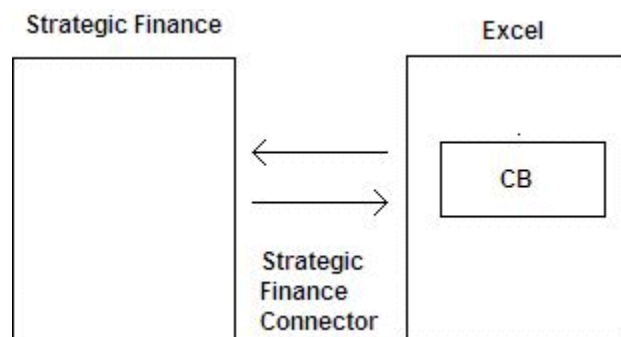 Strategic Finance
Excel
CB
Strategic
Finance
Connector